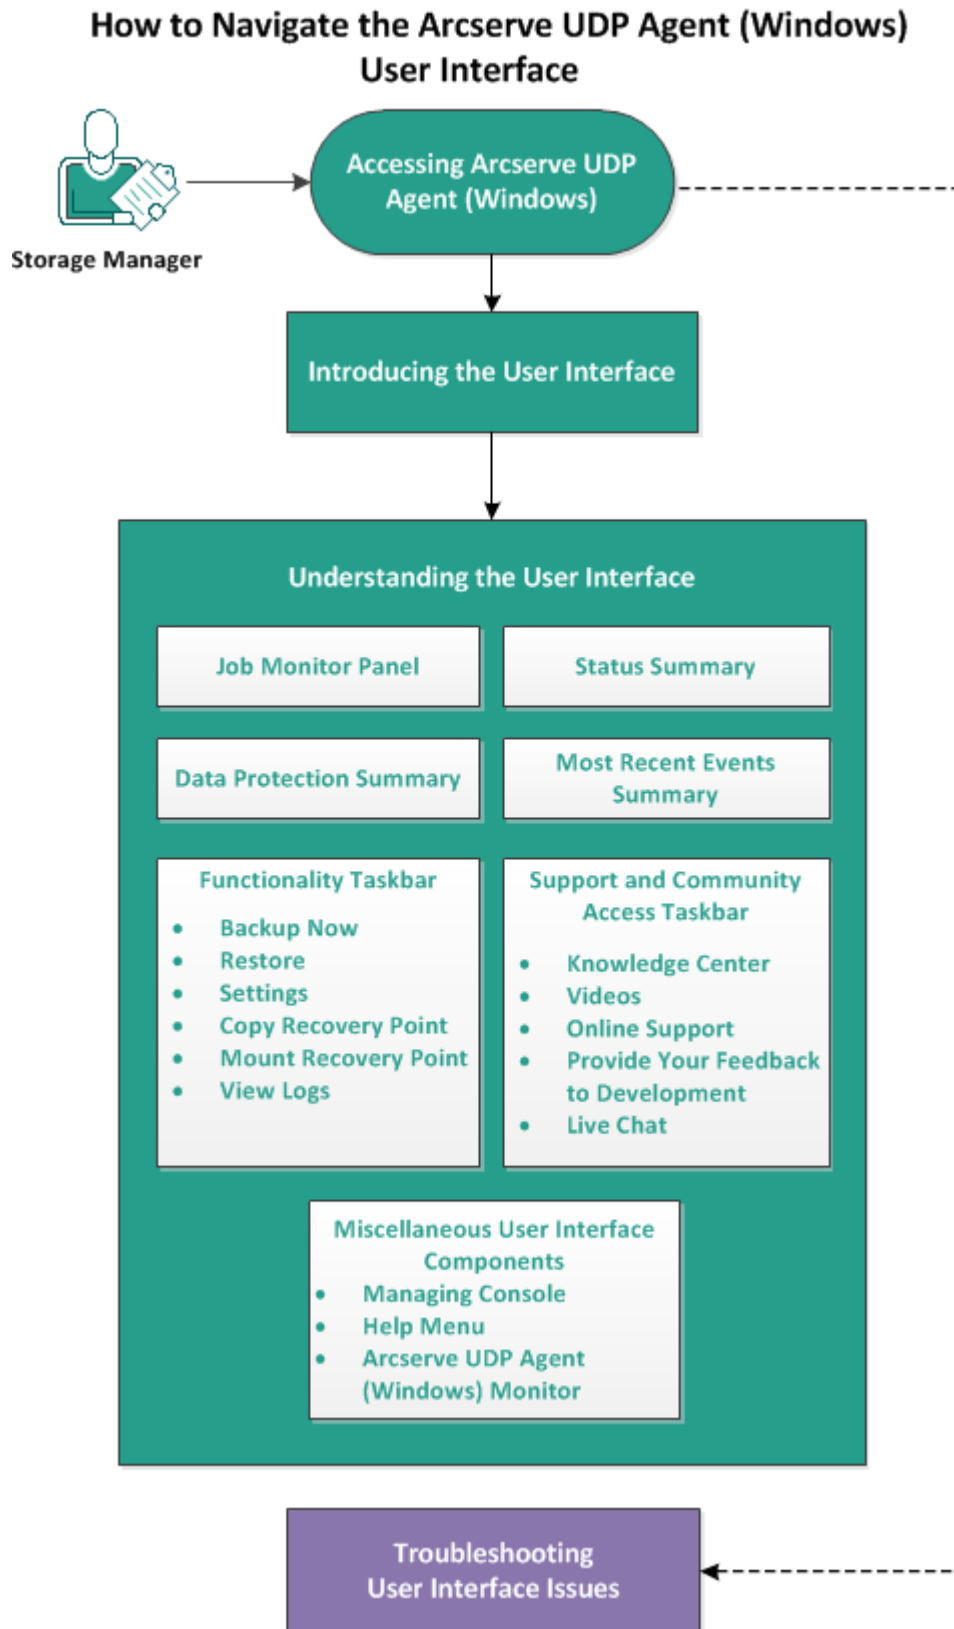 How to Navigate the Arcserve UDP Agent (Windows)
User Interface
Accessing Arcserve UDP
Agent (Windows)
Storage Manager
Introducing the User Interface
Understanding the User Interface
Job Monitor Panel
Status Summary
Data Protection Summary
Most Recent Events
Summary
Functionality Taskbar
• Backup Now
• Restore
• Settings
• Copy Recovery Point
• Mount Recovery Point
• View Logs
Support and Community
Access Taskbar
• Knowledge Center
• Videos
• Online Support
• Provide Your Feedback
to Development
• Live Chat
Miscellaneous User Interface
Components
• Managing Console
• Help Menu
• Arcserve UDP Agent
(Windows) Monitor
Troubleshooting
User Interface Issues